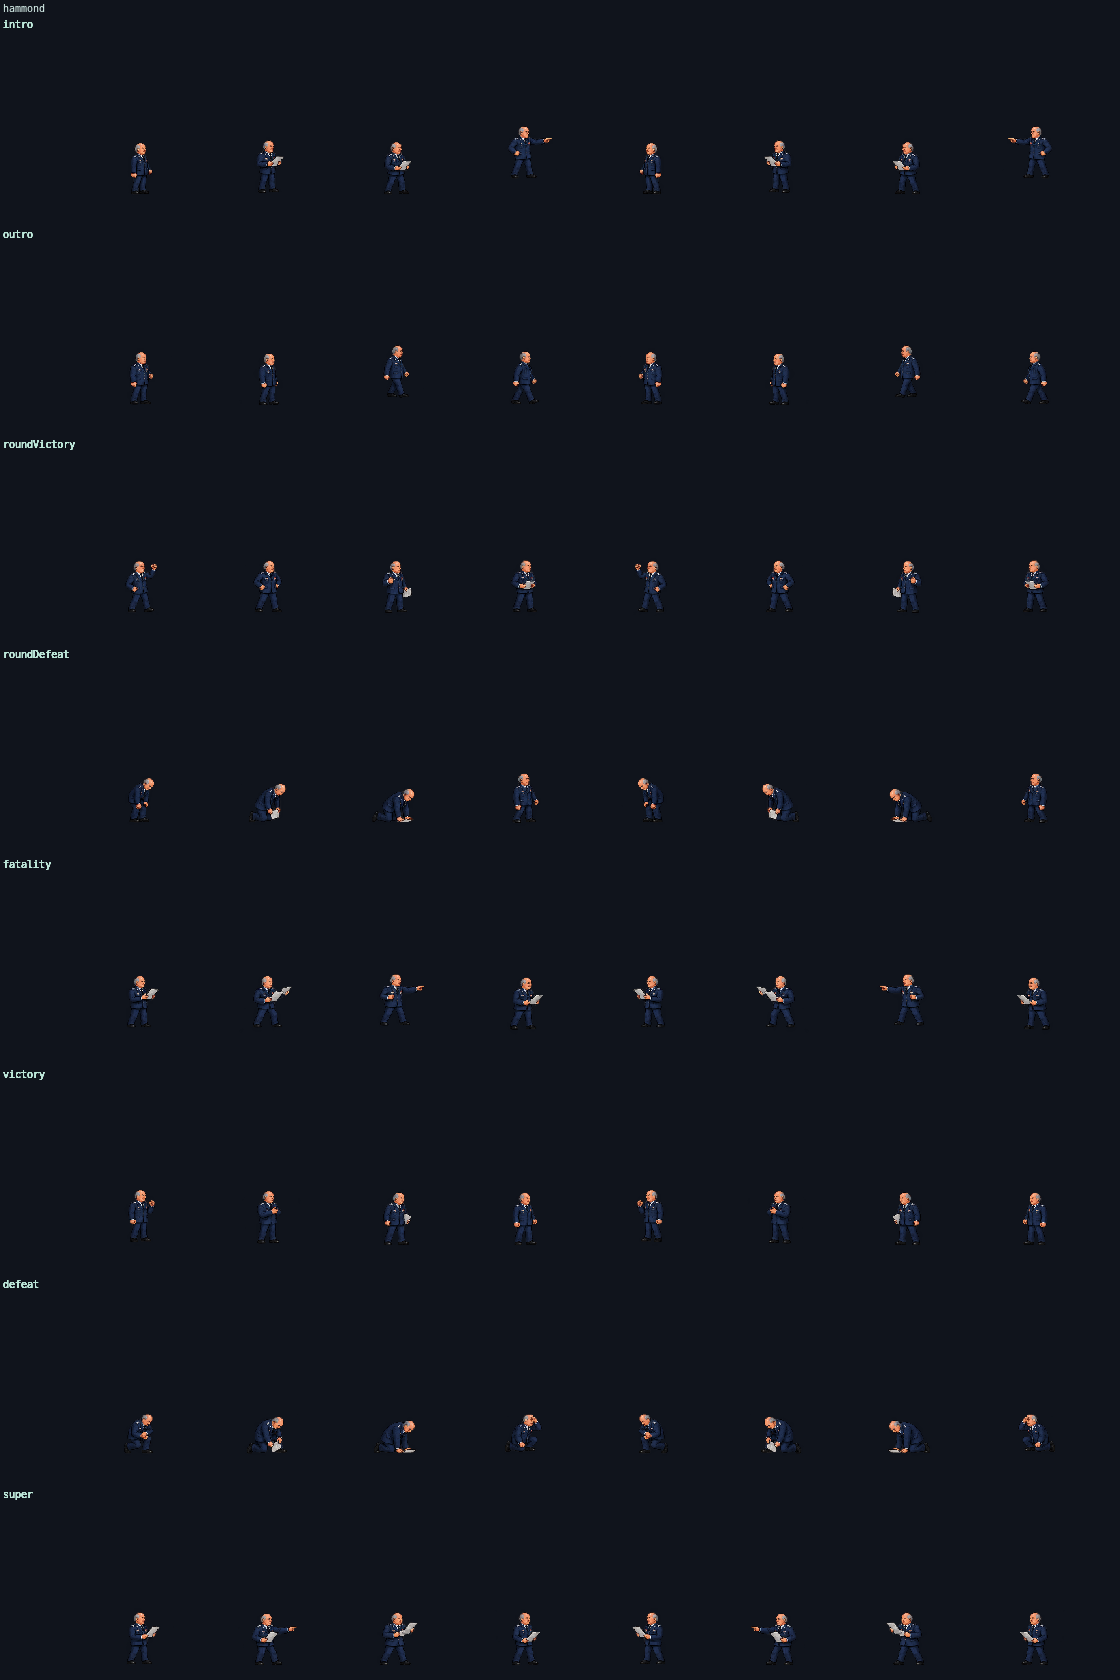 hammond
intro
outro
roundVictory
roundDefeat
fatality
victory
defeat
super